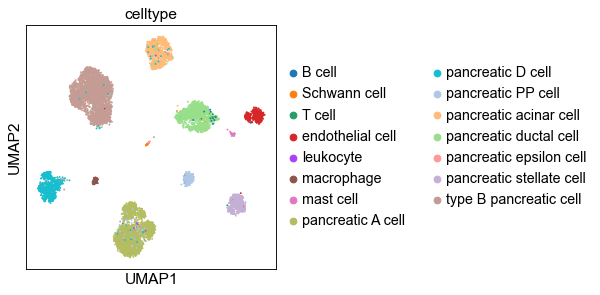 celltype
UMAP2
UMAP1
B cell
Schwann cell
T cell
endothelial cell
leukocyte
macrophage
mast cell
pancreatic A cell
pancreatic D cell
pancreatic PP cell
pancreatic acinar cell
pancreatic ductal cell
pancreatic epsilon cell
pancreatic stellate cell
type B pancreatic cell